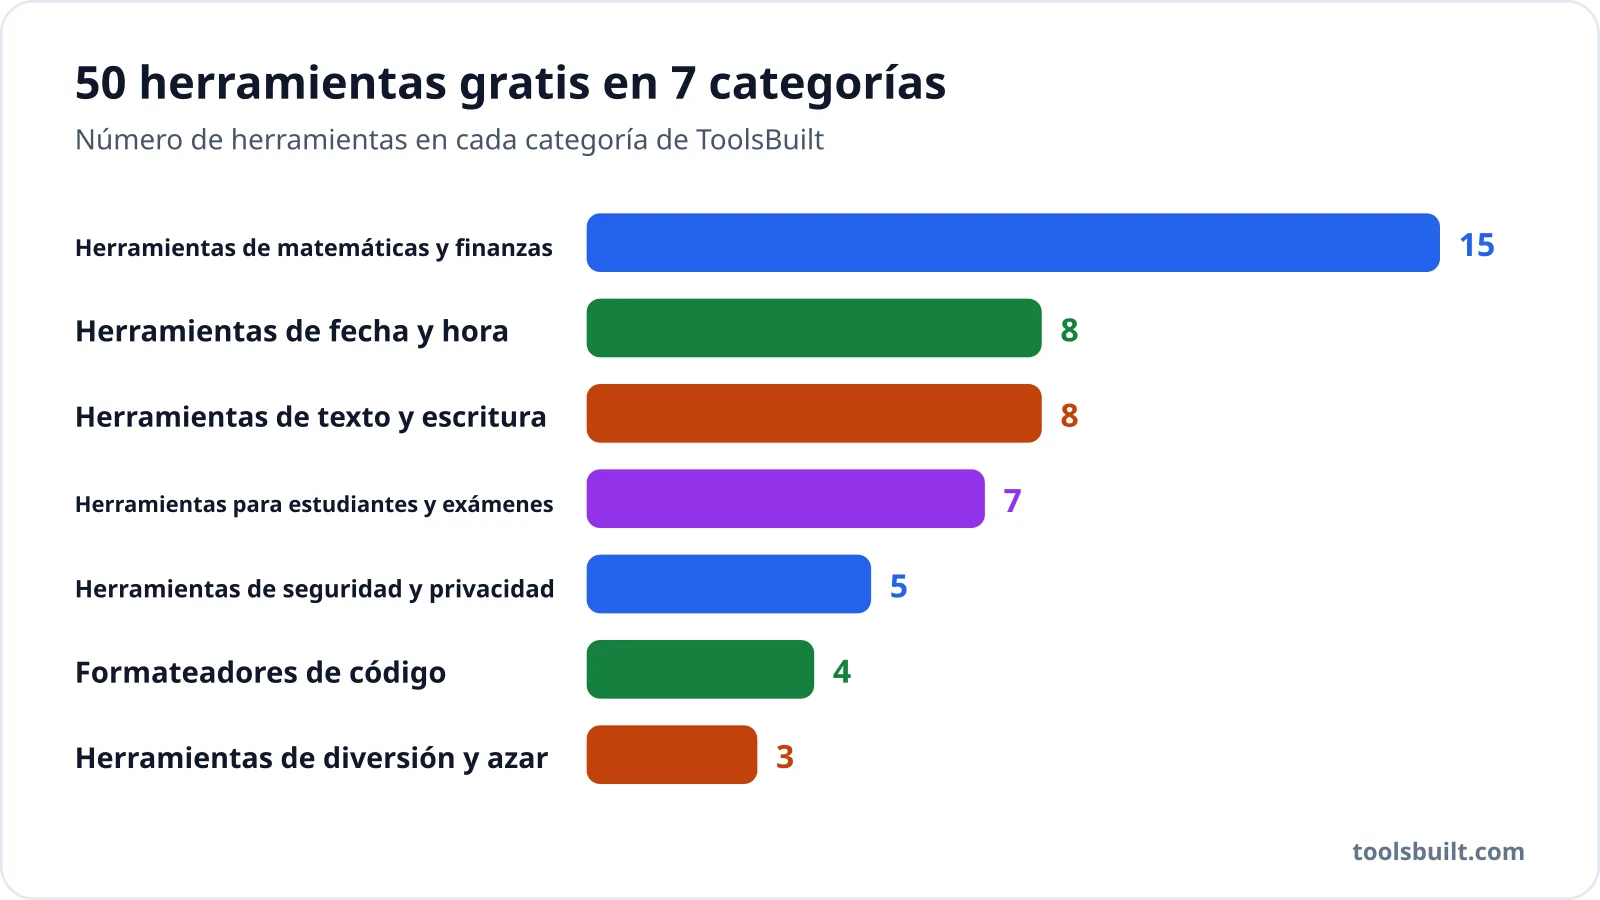 50 herramientas gratis en 7 categorías
Número de herramientas en cada categoría de ToolsBuilt
Herramientas de matemáticas y finanzas 15
Herramientas de fecha y hora 8
Herramientas de texto y escritura 8
Herramientas para estudiantes y exámenes 7
Herramientas de seguridad y privacidad 5
Formateadores de código 4
Herramientas de diversión y azar 3
toolsbuilt.com